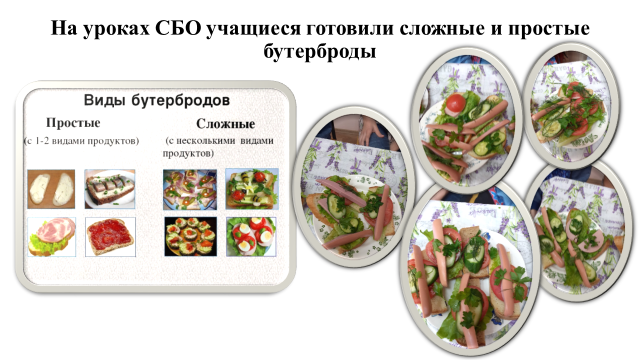 На уроках СБО учащиеся готовили сложные и простые
бутерброды
Виды бутербродов
Простые
Сложные
(с 1-2 видами продуктов)
(с несколькими видами
продуктов)